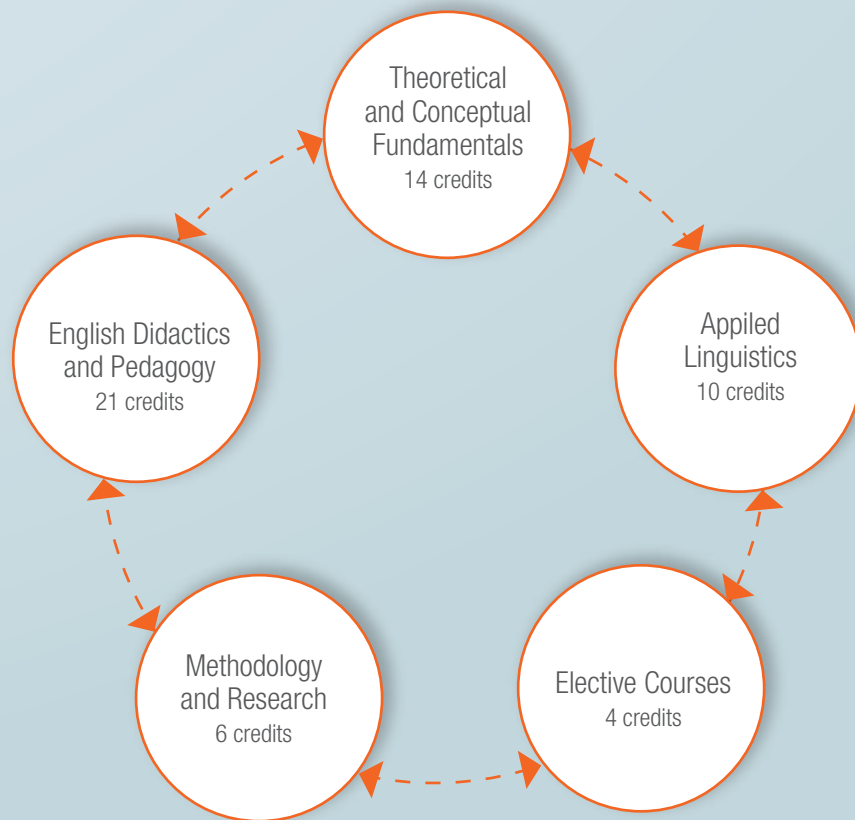 Theoretical
and Conceptual
Fundamentals
14 credits
English Didactics
and Pedagogy
21 credits
Appiled
Linguistics
10 credits
Methodology
and Research
6 credits
Elective Courses
4 credits